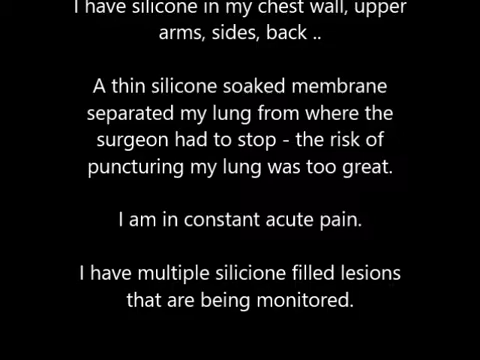 I have silicone in my chest wall, upper
arms, sides, back ..
A thin silicone soaked membrane
separated my lung from where the
surgeon had to stop - the risk of
puncturing my lung was too great.
I am in constant acute pain.
I have multiple silicione filled lesions
that are being monitored.